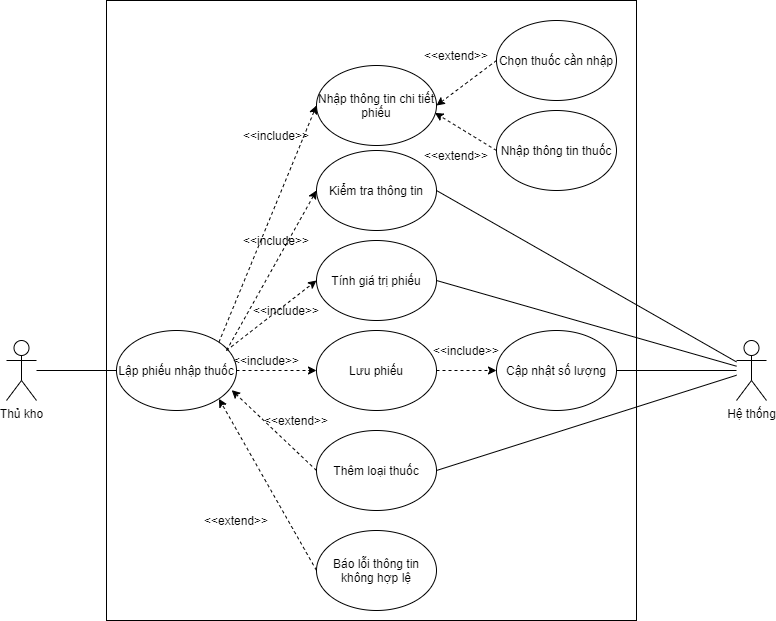 <<extend>>
Chọn thuốc cần nhập
Nhập thông tin chi tiết
phiếu
<<include>>
<<extend>>
Nhập thông tin thuốc
Kiểm tra thông tin
<<include>>
Tính giá trị phiếu
<<include>>
Thủ kho
Lập phiếu nhập thuốc
<<include>>
Lưu phiếu
<<include>>
Cập nhật số lượng
Hệ thống
<<extend>>
Thêm loại thuốc
<<extend>>
Báo lỗi thông tin
không hợp lệ